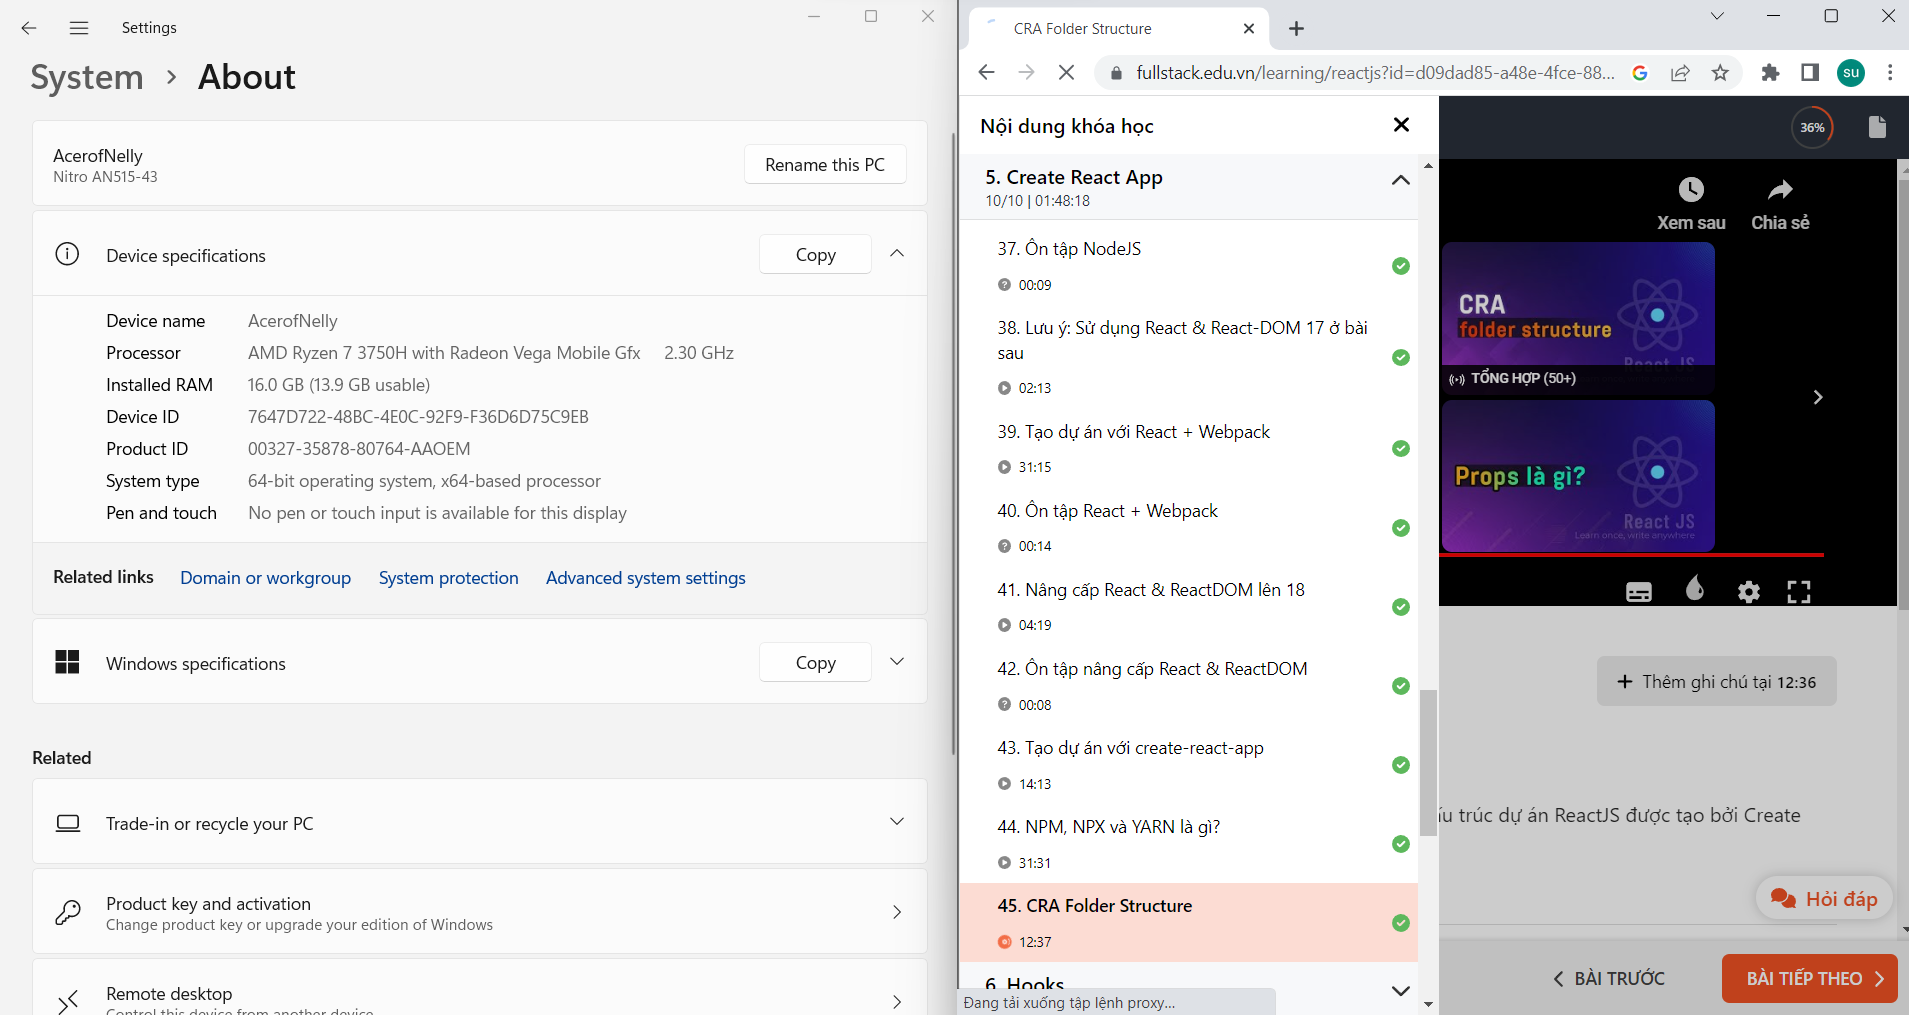 Settings
System > About
AcerofNelly
Nitro AN515-43
Rename this PC
Device specifications
Copy
Device name AcerofNelly
Processor AMD Ryzen 7 3750H with Radeon Vega Mobile Gfx 2.30 GHz
Installed RAM 16.0 GB (13.9 GB usable)
Device ID 7647D722-48BC-4E0C-92F9-F36D6D75C9EB
Product ID 00327-35878-80764-AAOEM
System type 64-bit operating system, x64-based processor
Pen and touch No pen or touch input is available for this display
Related links Domain or workgroup System protection Advanced system settings
Windows specifications
Copy
Related
Trade-in or recycle your PC
Product key and activation
Change product key or upgrade your edition of Windows
Remote desktop
Control this device from another device
CRA Folder Structure
fullstack.edu.vn/learning/reactjs?id=d09dad85-a48e-4fce-88...
su
Nội dung khóa học
5. Create React App
10/10 | 01:48:18
37. Ôn tập NodeJS
00:09
38. Lưu ý: Sử dụng React & React-DOM 17 ở bài
sau
02:13
39. Tạo dự án với React + Webpack
31:15
40. Ôn tập React + Webpack
00:14
41. Nâng cấp React & ReactDOM lên 18
04:19
42. Ôn tập nâng cấp React & ReactDOM
00:08
43. Tạo dự án với create-react-app
14:13
44. NPM, NPX và YARN là gì?
31:31
45. CRA Folder Structure
12:37
6. Hooks
Đang tải xuống tập lệnh proxy...
36%
Xem sau Chia sẻ
CRA
folder structure
React JS
TỔNG HỢP (50+)
Props là gì?
React JS
Learn once, write anywhere
Thêm ghi chú tại 12:36
ấu trúc dự án ReactJS được tạo bởi Create
Hỏi đáp
BÀI TRƯỚC
BÀI TIẾP THEO